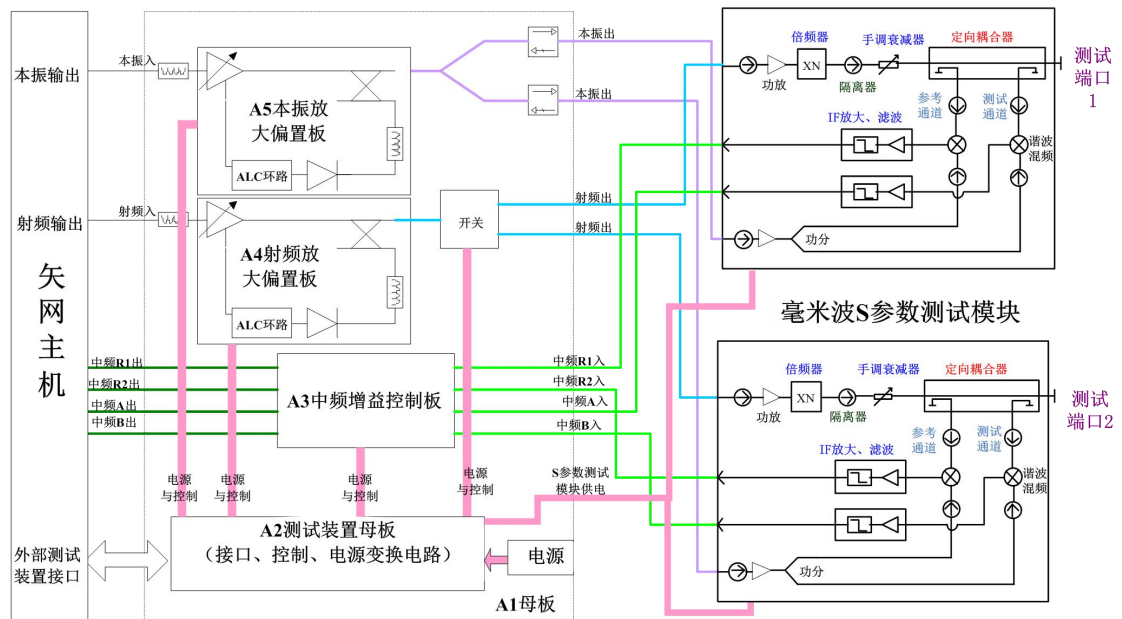 矢网主机
本振输出
射频输出
外部测试
装置接口
本振入
射频入
A5本振放
大偏置板
ALC环路
A4射频放
大偏置板
ALC环路
开关
本振出
本振出
射频出
射频出
中频R1出
中频R2出
中频A出
中频B出
A3中频增益控制板
中频R1入
中频R2入
中频A入
中频B入
电源
与控制
电源
与控制
电源
与控制
电源
与控制
S参数测试
模块供电
A2测试装置母板
（接口、控制、电源变换电路）
电源
A1母板
倍频器
手调衰减器
定向耦合器
XN
功放
隔离器
测试
端口
1
参考
通道
测试
通道
IF放大、滤波
谐波
混频
功分
毫米波S参数测试模块
倍频器
手调衰减器
定向耦合器
XN
功放
隔离器
测试
端口2
参考
通道
测试
通道
IF放大、滤波
谐波
混频
功分